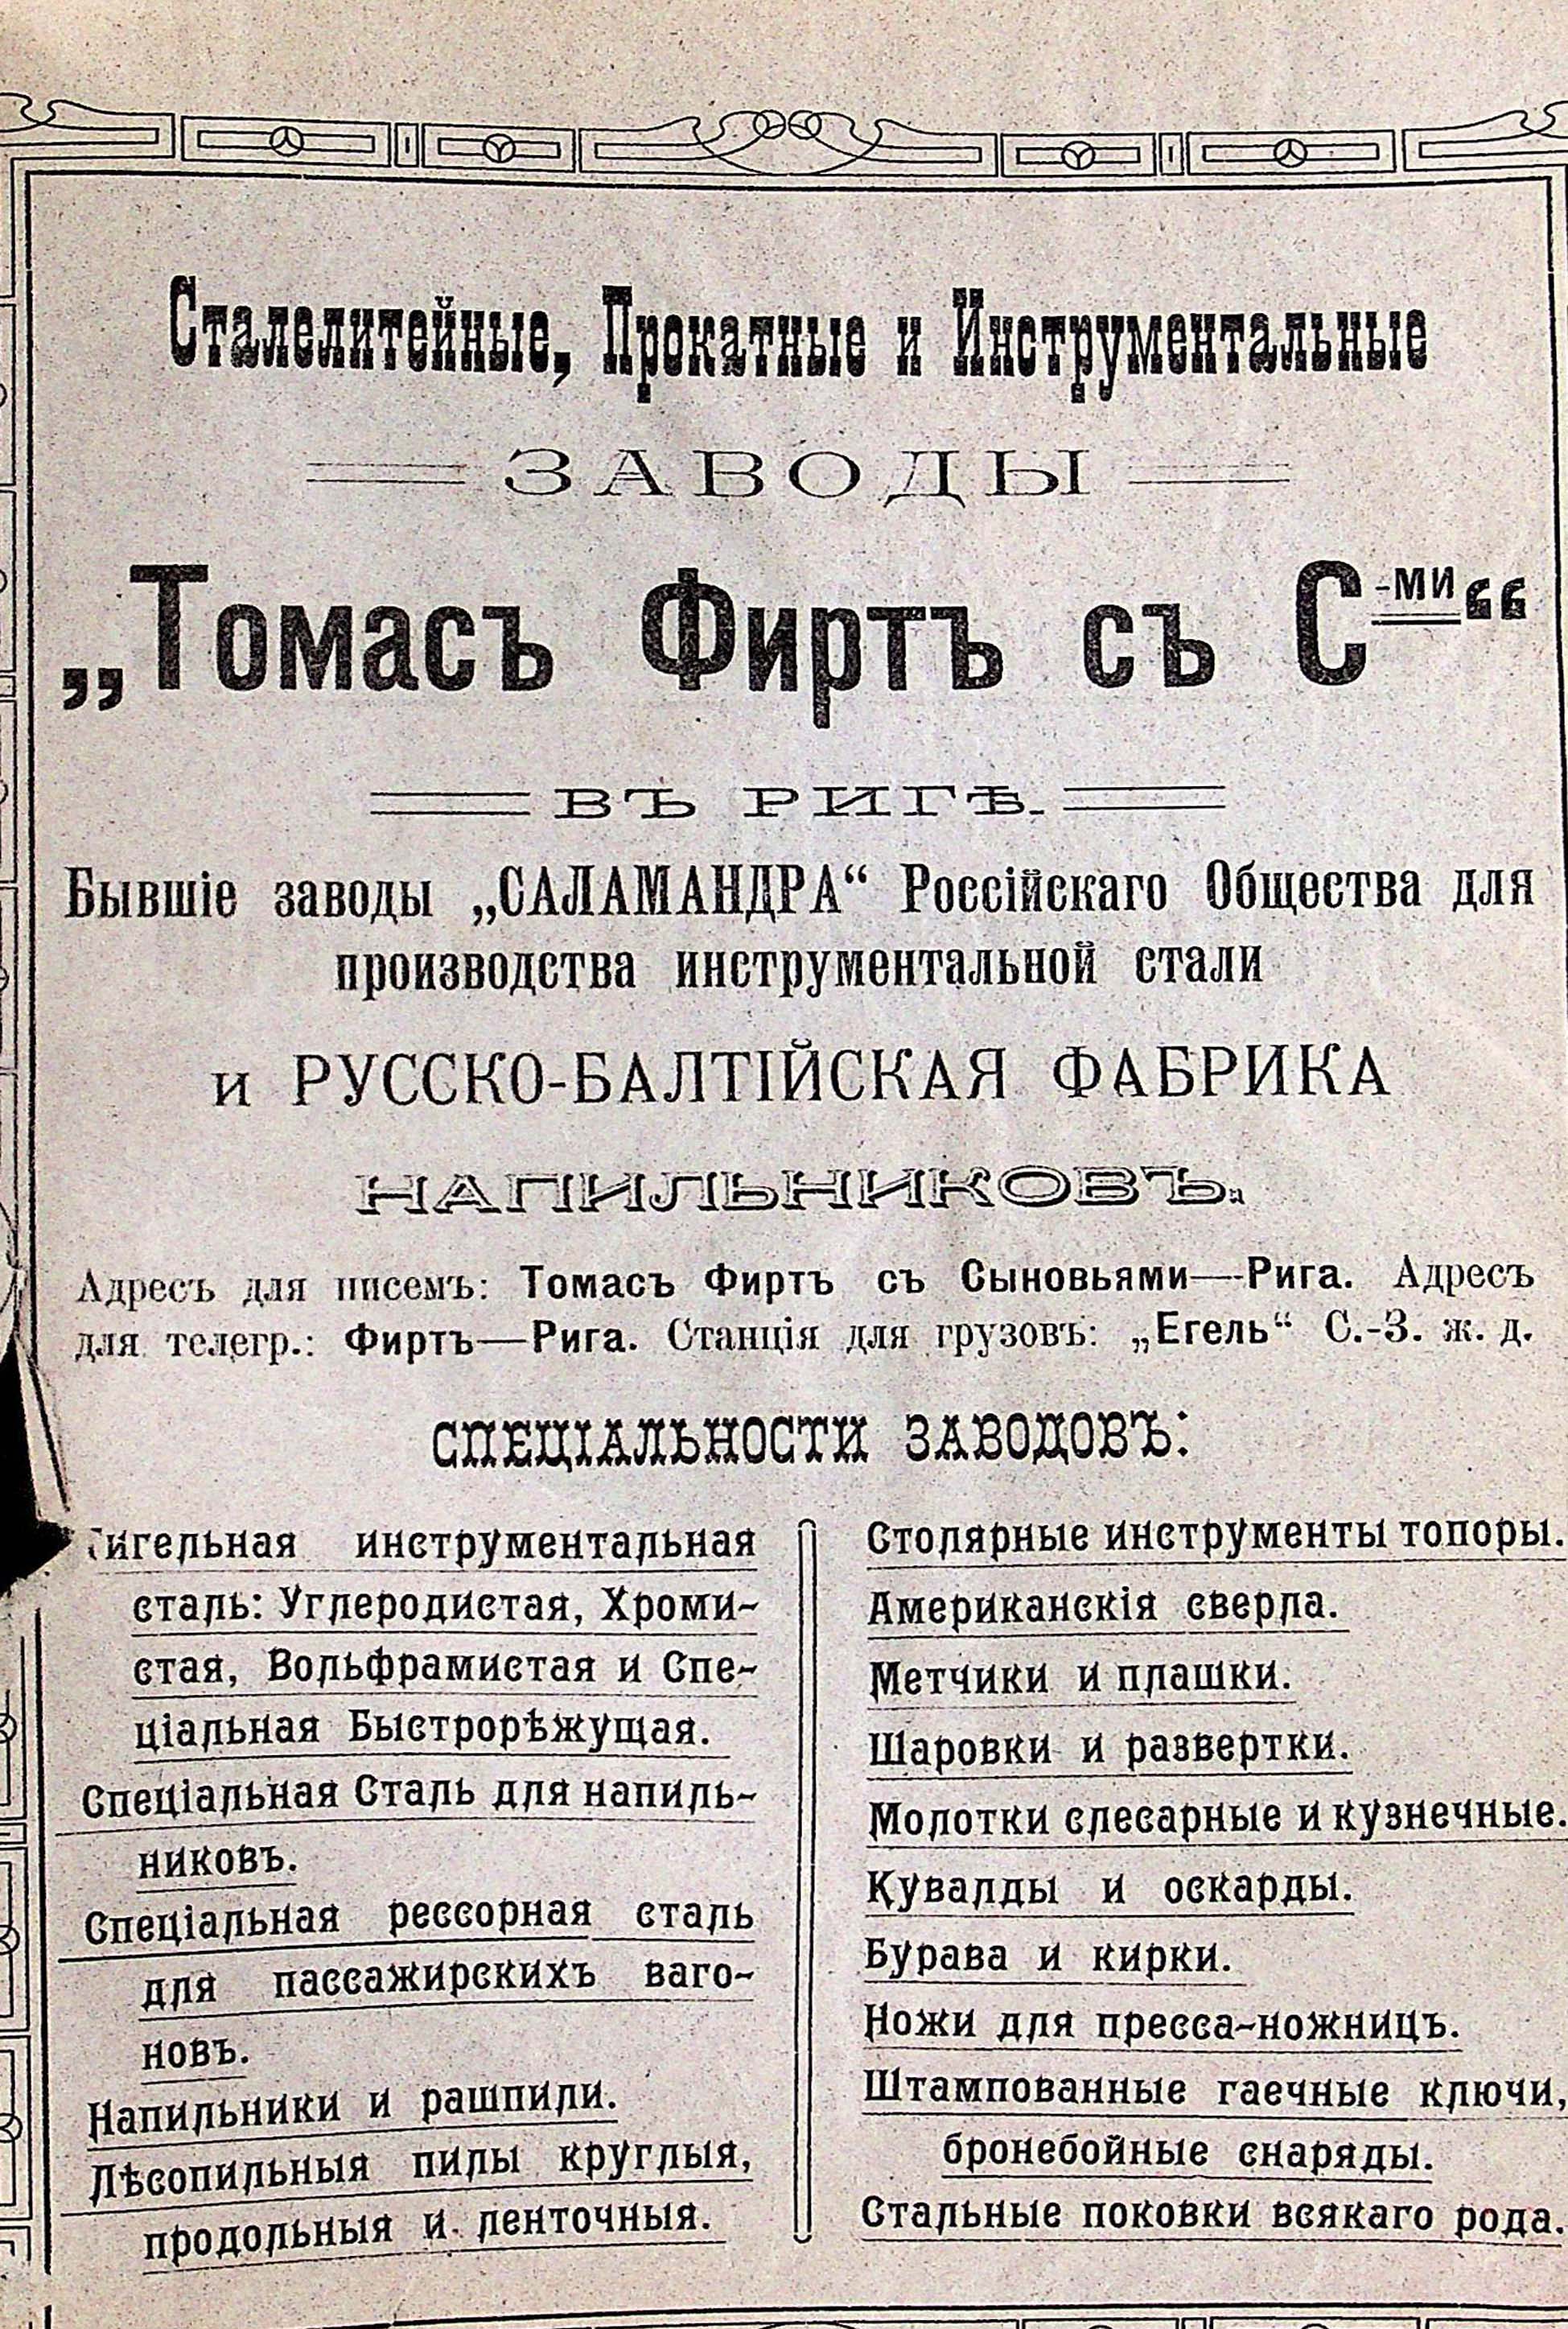 Сталелитейные, Прокатные и Инструментальные
ЗАВОДЫ
„Томасъ Фиртъ съ С-ми“
ВЪ РИГѢ.
Бывшіе заводы „САЛАМАНДРА“ Россійскаго Общества для
производства инструментальной стали
и РУССКО-БАЛТІЙСКАЯ ФАБРИКА
НАПИЛЬНИКОВЪ.
Адресъ для писемъ: Томасъ Фиртъ съ Сыновьями—Рига. Адресъ
для телегр.: Фиртъ—Рига. Станція для грузовъ: „Егель“ С.-З. ж. д.
СПЕЦІАЛЬНОСТИ ЗАВОДОВЪ:
Тигельная инструментальная
сталь: Углеродистая, Хроми-
стая, Вольфрамистая и Спе-
ціальная Быстрорѣжущая.
Спеціальная Сталь для напиль-
никовъ.
Спеціальная рессорная сталь
для пассажирскихъ ваго-
новъ.
Напильники и рашпили.
Лѣсопильныя пилы круглыя,
продольныя и ленточныя.
Столярные инструменты топоры.
Американскія сверла.
Метчики и плашки.
Шаровки и развертки.
Молотки слесарные и кузнечные.
Кувалды и оскарды.
Бурава и кирки.
Ножи для пресса-ножницъ.
Штампованные гаечные ключи,
бронебойные снаряды.
Стальные поковки всякаго рода.